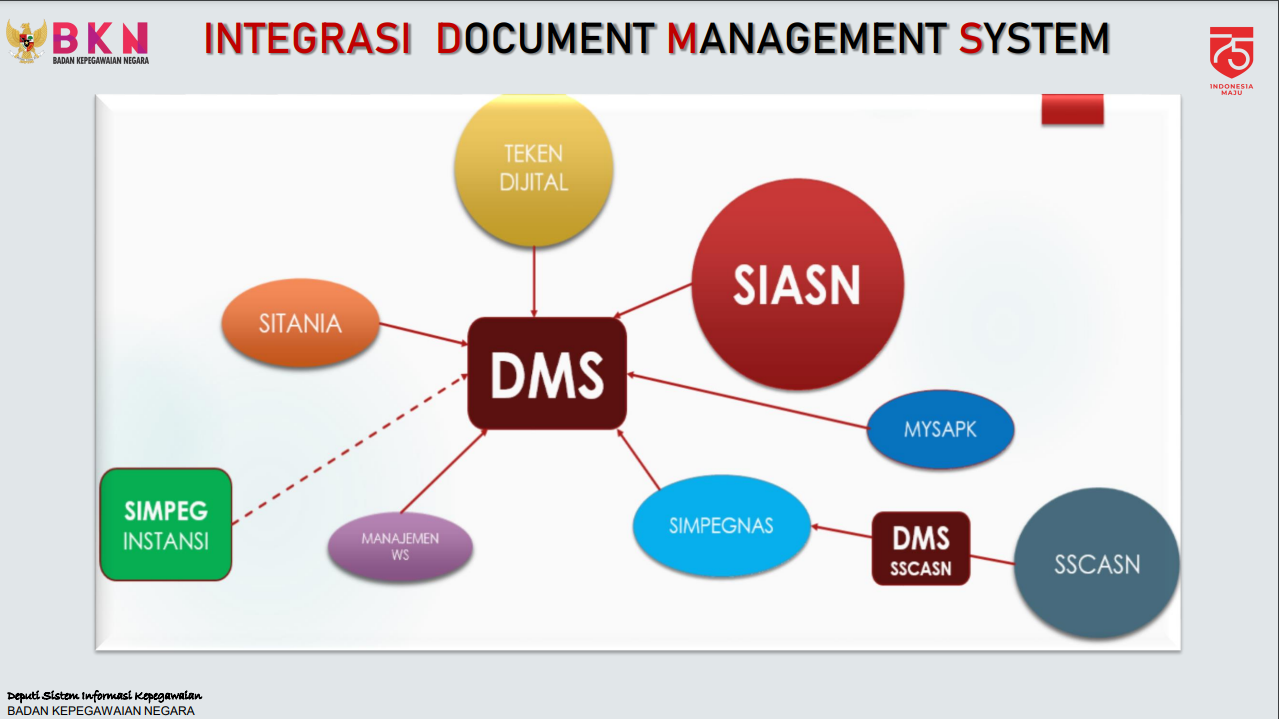 BKN
BADAN KEPEGAWAIAN NEGARA
INTEGRASI DOCUMENT MANAGEMENT SYSTEM
75
INDONESIA
MAJU
TEKEN
DIJITAL
SIASN
SITANIA
DMS
MYSAPK
SIMPEG
INSTANSI
MANAJEMEN
WS
SIMPEGNAS
DMS
SSCASN
SSCASN
Deputi Sistem Informasi Kepegawaian
BADAN KEPEGAWAIAN NEGARA